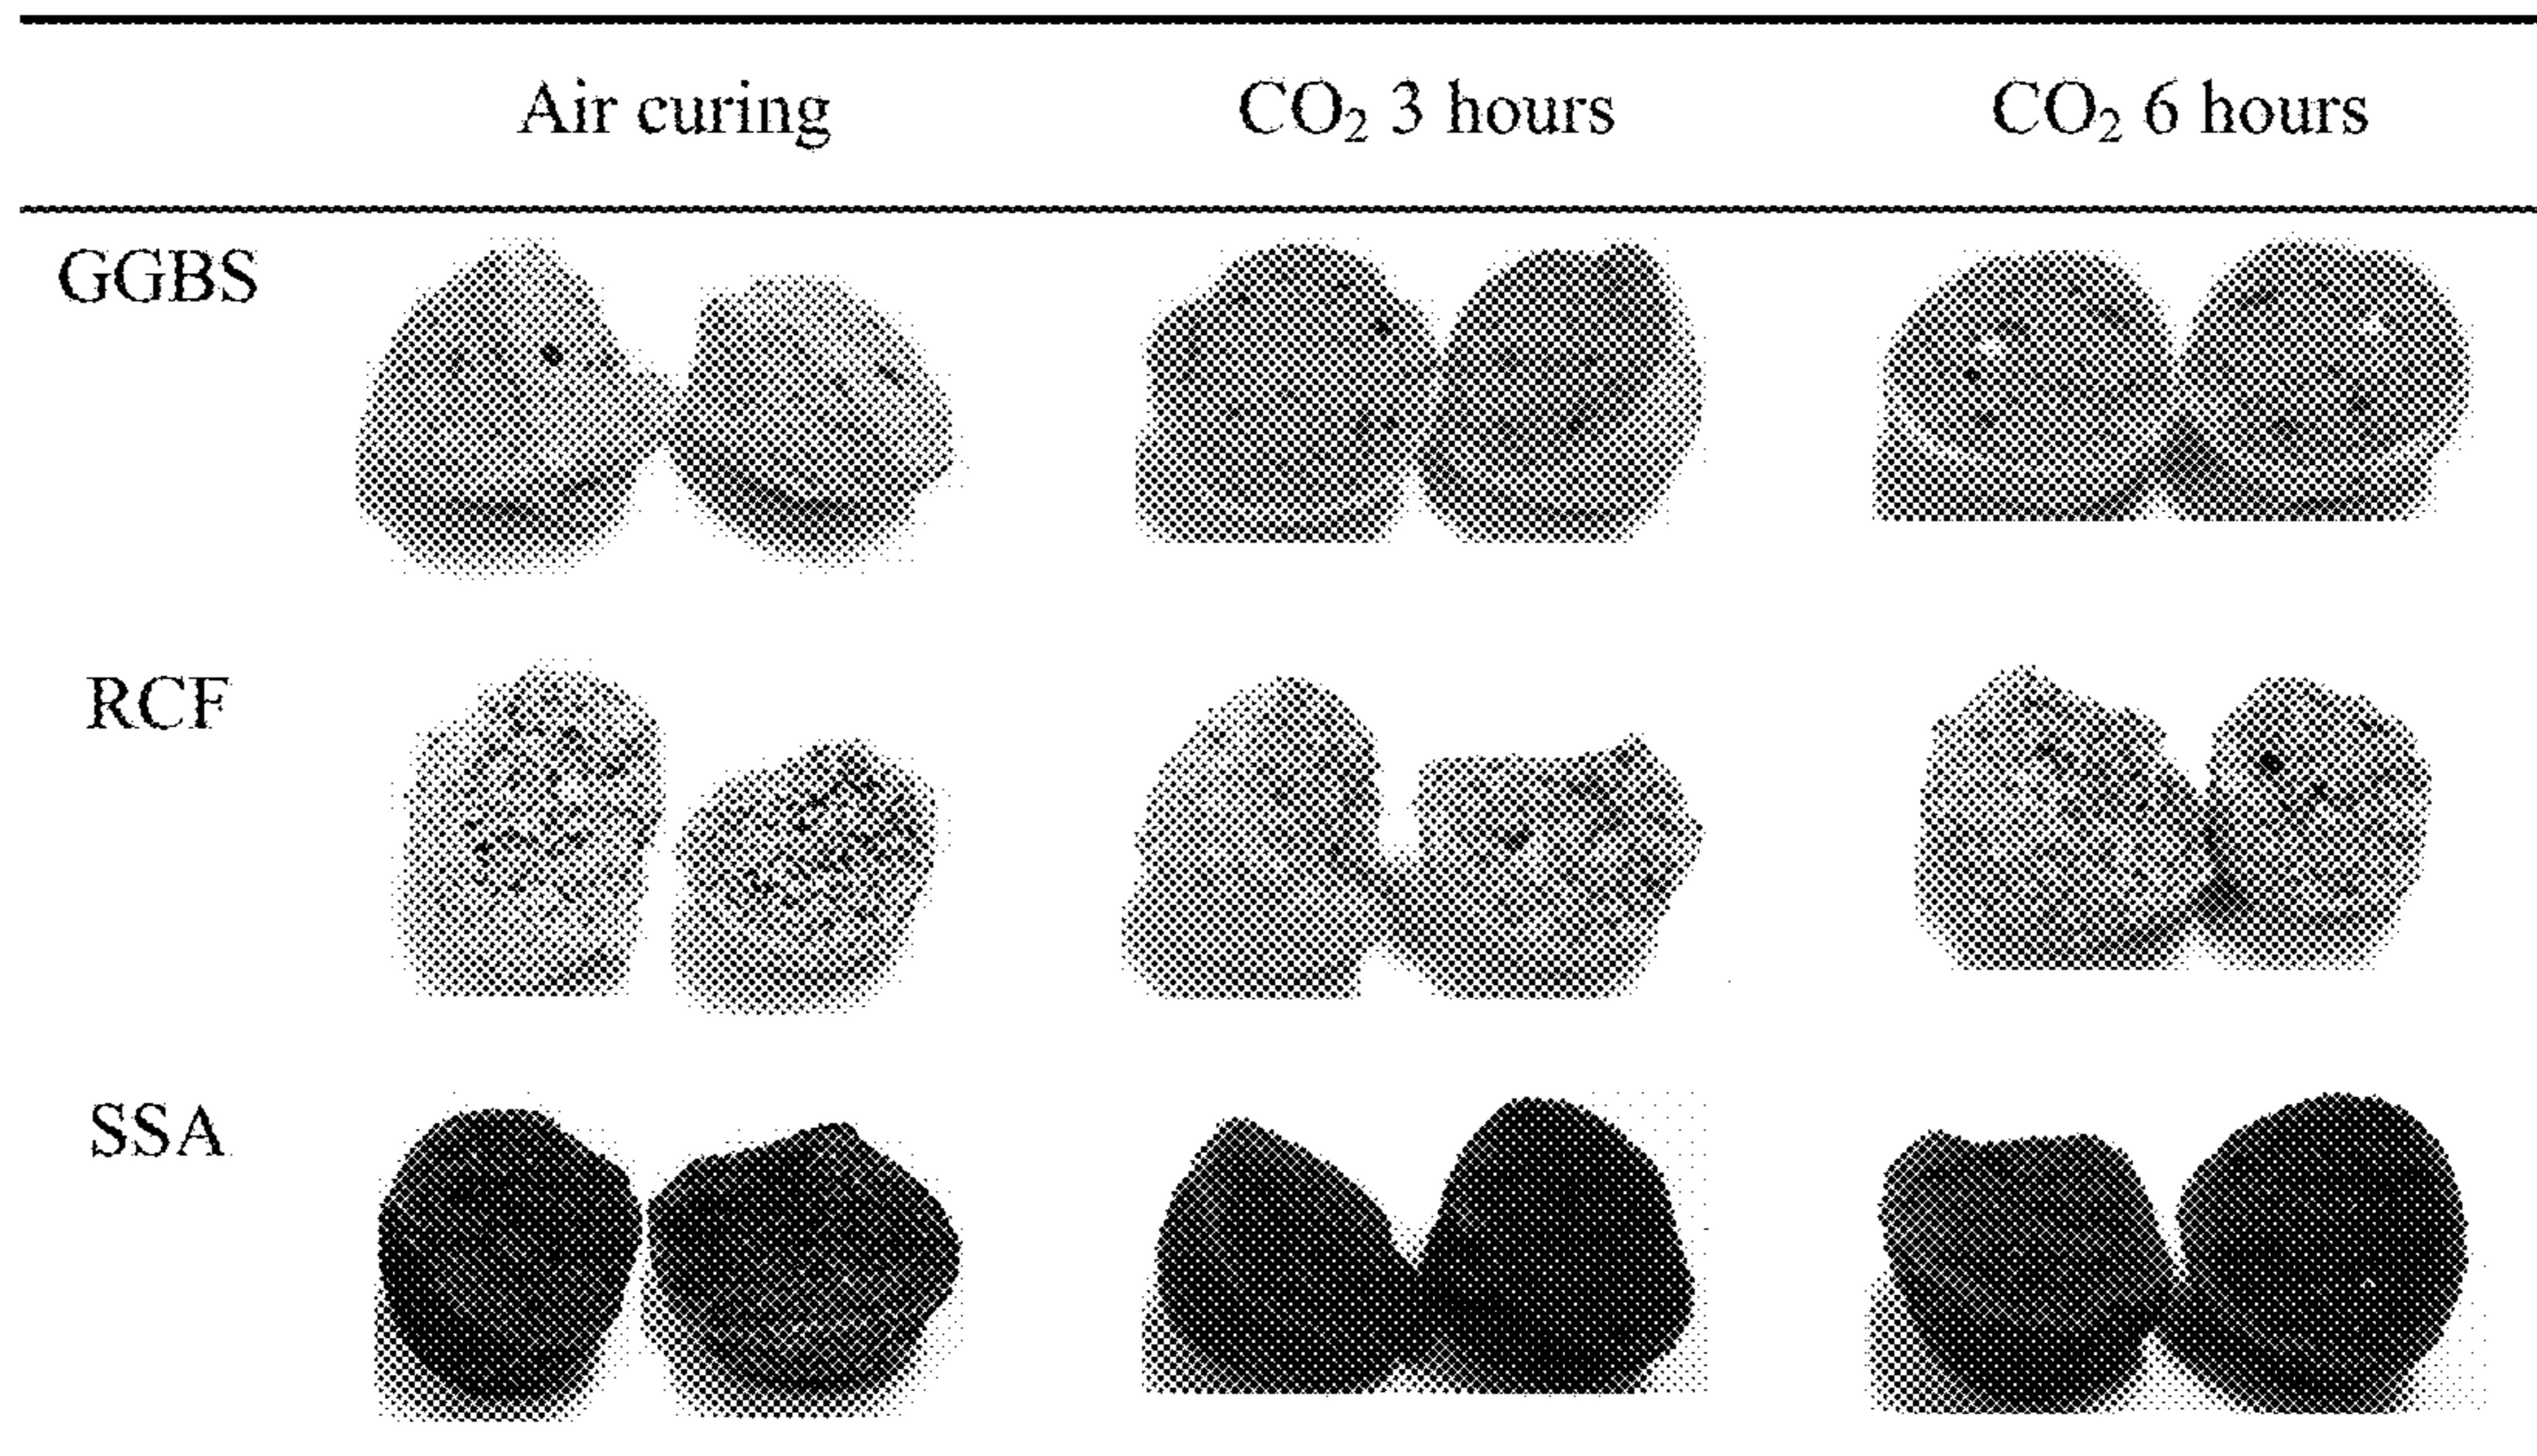 Air curing CO₂ 3 hours CO₂ 6 hours
GGBS
RCF
SSA